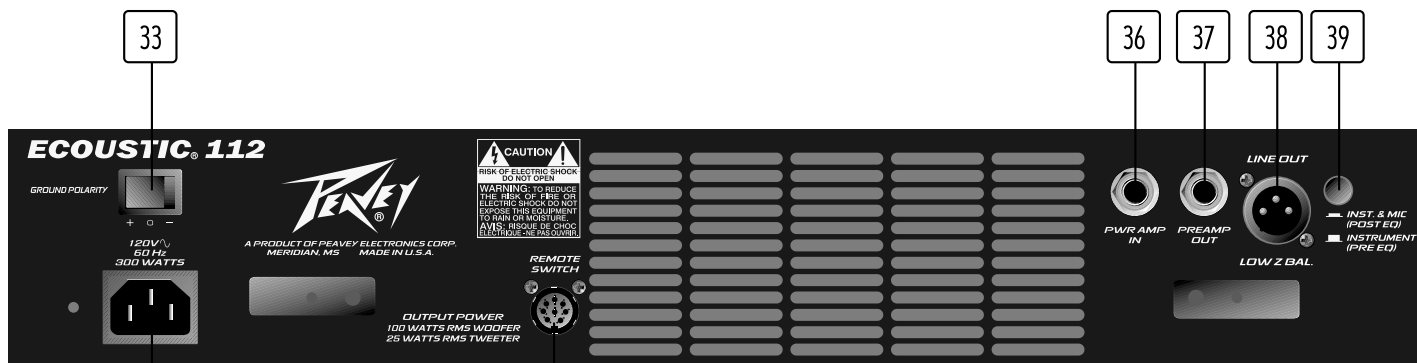 33
36
37
38
39
ECOUSTIC® 112
GROUND POLARITY
+ o −
120V∿
60 Hz
300 WATTS
PEAVEY®
A PRODUCT OF PEAVEY ELECTRONICS CORP.
MERIDIAN, MS MADE IN U.S.A.
CAUTION
RISK OF ELECTRIC SHOCK
DO NOT OPEN
WARNING: TO REDUCE
THE RISK OF FIRE OR
ELECTRIC SHOCK DO NOT
EXPOSE THIS EQUIPMENT
TO RAIN OR MOISTURE.
AVIS: RISQUE DE CHOC
ELECTRIQUE - NE PAS OUVRIR.
REMOTE
SWITCH
OUTPUT POWER
100 WATTS RMS WOOFER
25 WATTS RMS TWEETER
PWR AMP
IN
PREAMP
OUT
LINE OUT
LOW Z BAL.
INST. & MIC
(POST EQ)
INSTRUMENT
(PRE EQ)